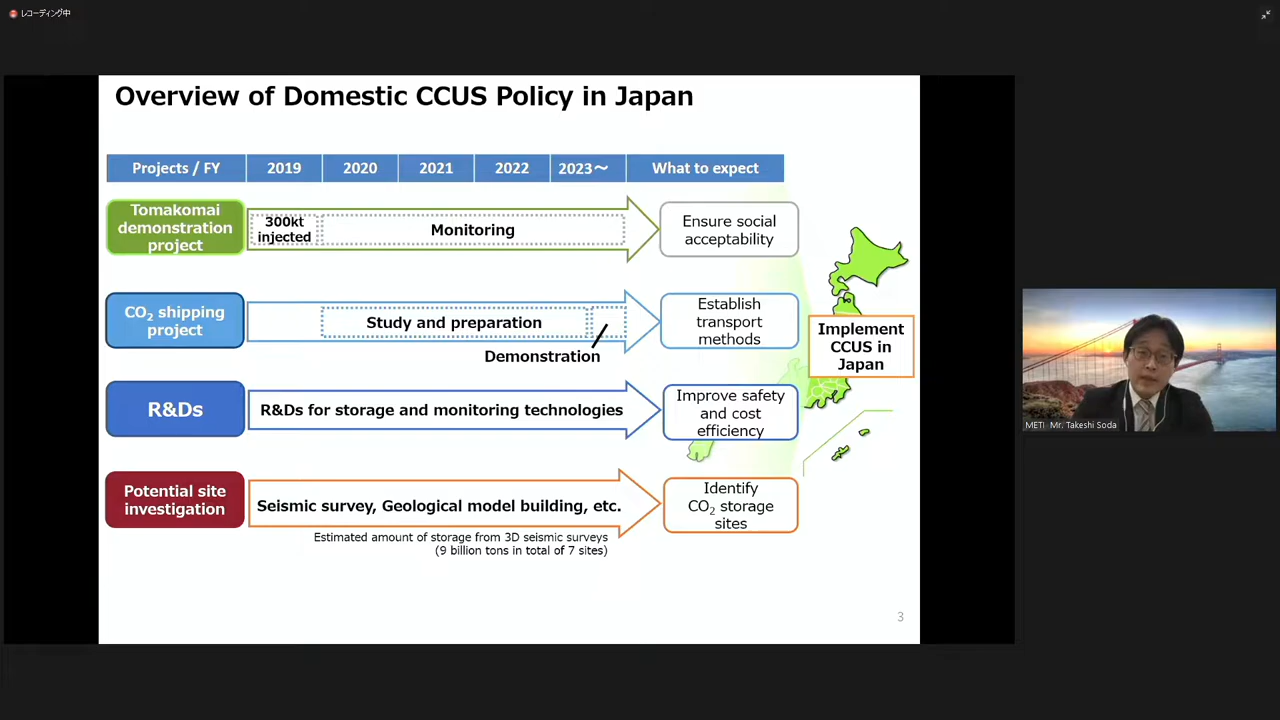 レコーディング中
Overview of Domestic CCUS Policy in Japan
Projects / FY 2019 2020 2021 2022 2023～ What to expect
Tomakomai
demonstration
project
300kt
injected
Monitoring
Ensure social
acceptability
CO₂ shipping
project
Study and preparation
Demonstration
Establish
transport
methods
Implement
CCUS in
Japan
R&Ds
R&Ds for storage and monitoring technologies
Improve safety
and cost
efficiency
Potential site
investigation
Seismic survey, Geological model building, etc.
Identify
CO₂ storage
sites
Estimated amount of storage from 3D seismic surveys
(9 billion tons in total of 7 sites)
3
METI Mr. Takeshi Soda